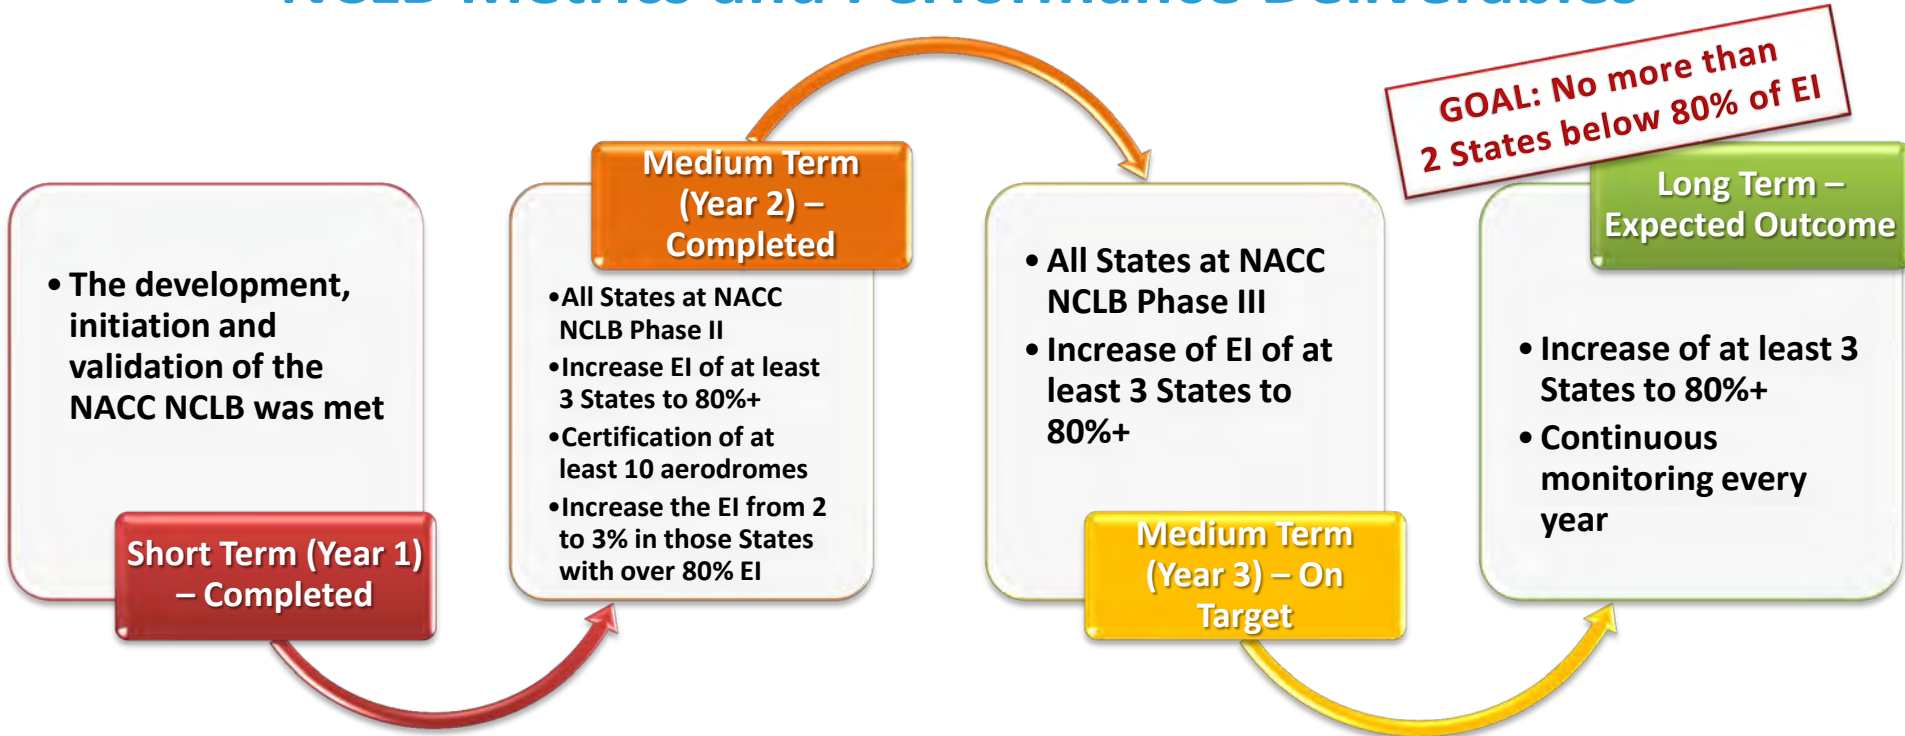 NCLB Metrics and Performance Deliverables
GOAL: No more than
2 States below 80% of EI
• The development,
initiation and
validation of the
NACC NCLB was met
Short Term (Year 1)
– Completed
Medium Term
(Year 2) –
Completed
•All States at NACC
NCLB Phase II
•Increase EI of at least
3 States to 80%+
•Certification of at
least 10 aerodromes
•Increase the EI from 2
to 3% in those States
with over 80% EI
• All States at NACC
NCLB Phase III
• Increase of EI of at
least 3 States to
80%+
Medium Term
(Year 3) – On
Target
Long Term –
Expected Outcome
• Increase of at least 3
States to 80%+
• Continuous
monitoring every
year